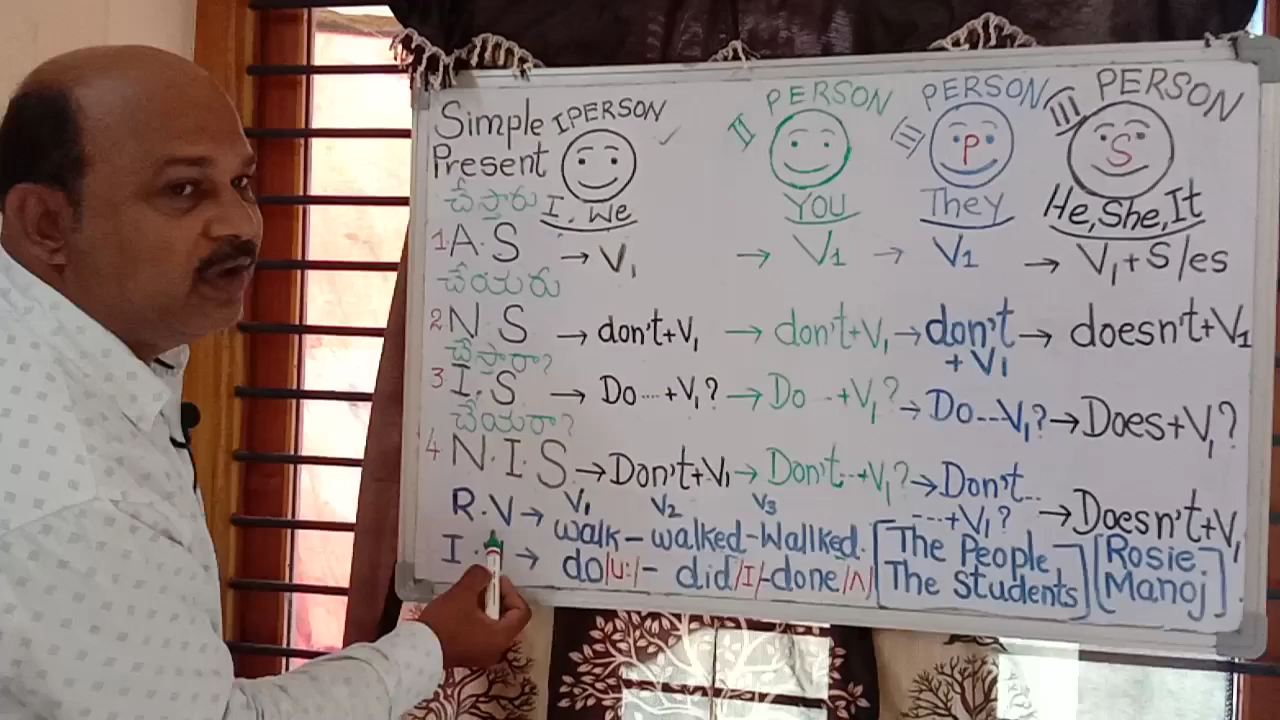 Simple I PERSON II PERSON III PERSON III PERSON
Present P S
చేస్తారు I, We YOU They He, She, It
1. A. S → V1 → V1 → V1 → V1 + S/es
చేయరు
2 N. S → don't+V1 → don't+V1 → don't + V1 → doesn't+V1
చేస్తారా?
3 I. S → Do....+V1? → Do ..+V1? → Do...V1? → Does+V1?
చేయరా?
4 N. I. S → Don't+V1 → Don't...+V1? → Don't... ....+V1? → Doesn't+V1
V1 V2 V3
R.V → walk – walked – Wallked.
I. → do/u:/ – did/I/ – done/ʌ/
[The People, The Students] [Rosie, Manoj].